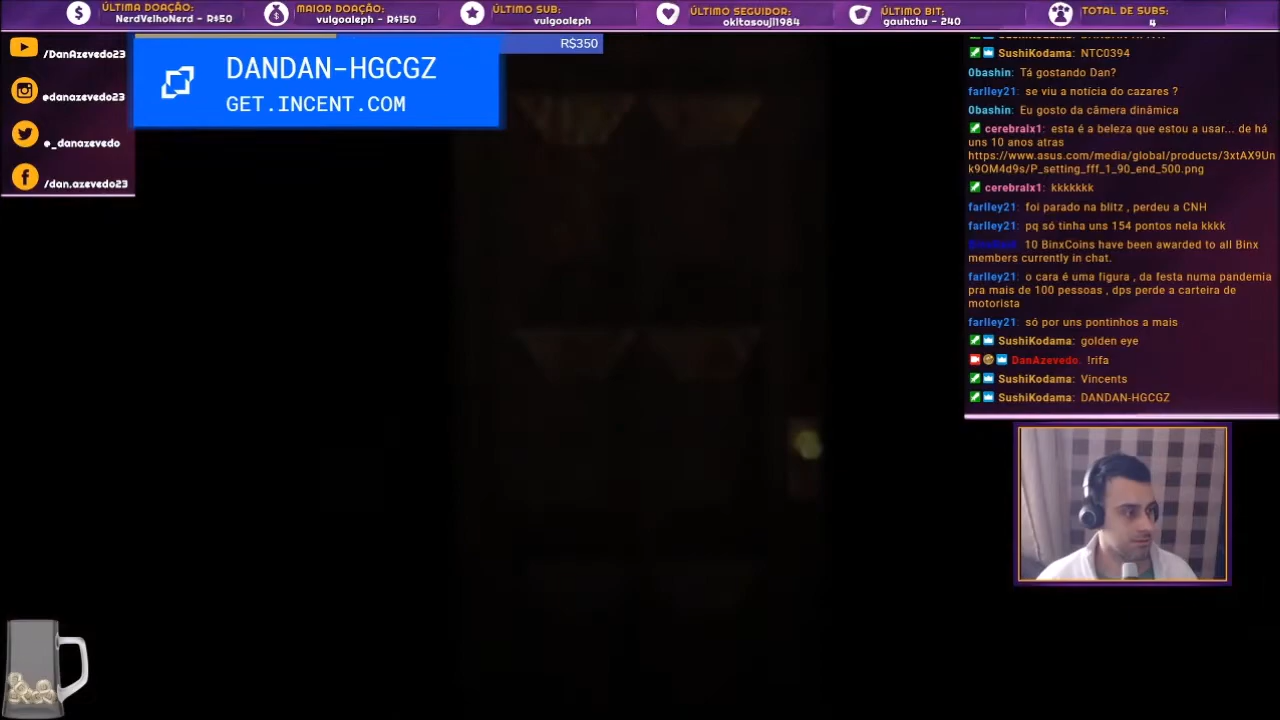 ÚLTIMA DOAÇÃO:
NerdVelhoNerd - R$50
MAIOR DOAÇÃO:
vulgoaleph - R$150
ÚLTIMO SUB:
vulgoaleph
ÚLTIMO SEGUIDOR:
okitasouji1984
ÚLTIMO BIT:
gauhchu - 240
TOTAL DE SUBS:
4
/DanAzevedo23
@danazevedo23
@_danazevedo
/dan.azevedo23
R$350
DANDAN-HGCGZ
GET.INCENT.COM
SushiKodama: NTC0394
0bashin: Tá gostando Dan?
farlley21: se viu a notícia do cazares ?
0bashin: Eu gosto da câmera dinâmica
cerebralx1: esta é a beleza que estou a usar... de há
uns 10 anos atras
https://www.asus.com/media/global/products/3xtAX9Un
k9OM4d9s/P_setting_fff_1_90_end_500.png
cerebralx1: kkkkkkk
farlley21: foi parado na blitz , perdeu a CNH
farlley21: pq só tinha uns 154 pontos nela kkkk
10 BinxCoins have been awarded to all Binx
members currently in chat.
farlley21: o cara é uma figura , da festa numa pandemia
pra mais de 100 pessoas , dps perde a carteira de
motorista
farlley21: só por uns pontinhos a mais
SushiKodama: golden eye
DanAzevedo: !rifa
SushiKodama: Vincents
SushiKodama: DANDAN-HGCGZ